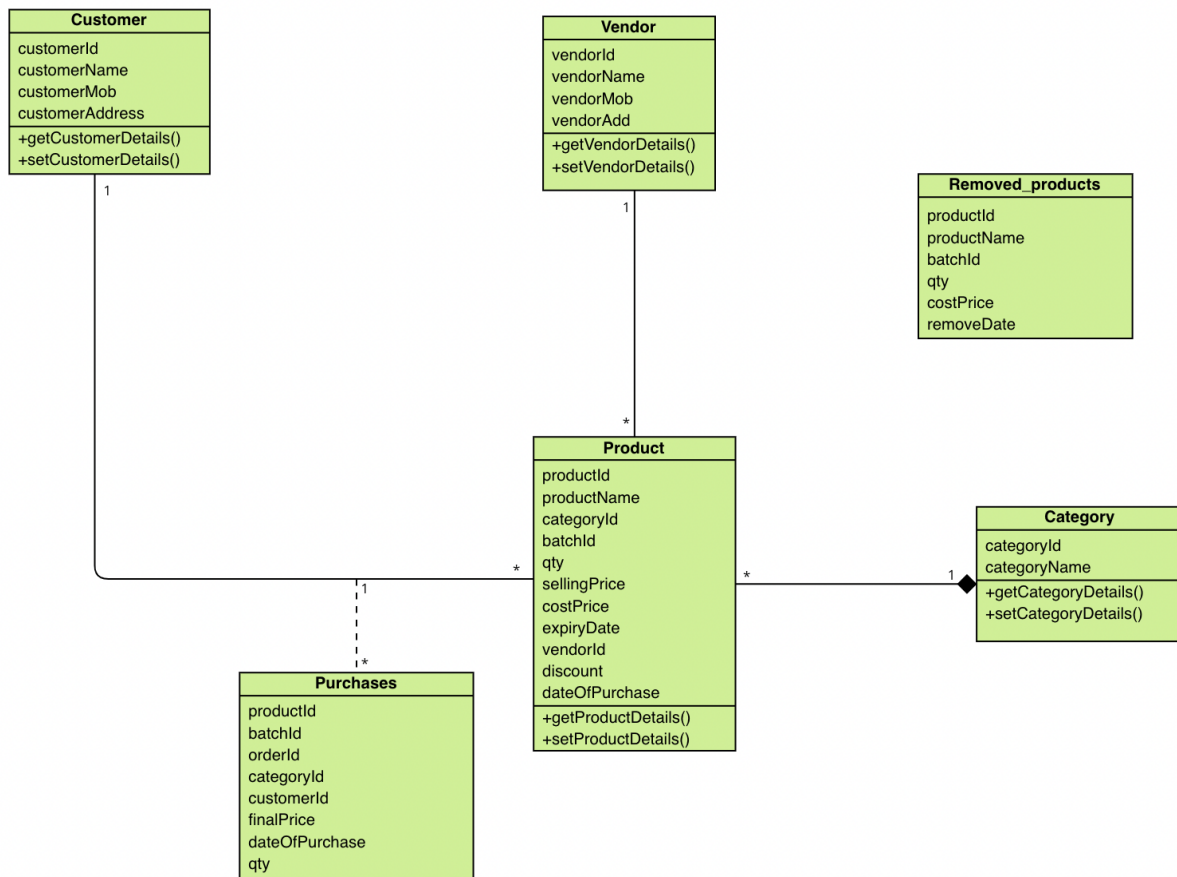 Customer
customerId
customerName
customerMob
customerAddress
+getCustomerDetails()
+setCustomerDetails()
1
Vendor
vendorId
vendorName
vendorMob
vendorAdd
+getVendorDetails()
+setVendorDetails()
1
Removed_products
productId
productName
batchId
qty
costPrice
removeDate
*
Product
productId
productName
categoryId
batchId
qty
sellingPrice
costPrice
expiryDate
vendorId
discount
dateOfPurchase
+getProductDetails()
+setProductDetails()
*
1
*
1
Category
categoryId
categoryName
+getCategoryDetails()
+setCategoryDetails()
*
Purchases
productId
batchId
orderId
categoryId
customerId
finalPrice
dateOfPurchase
qty